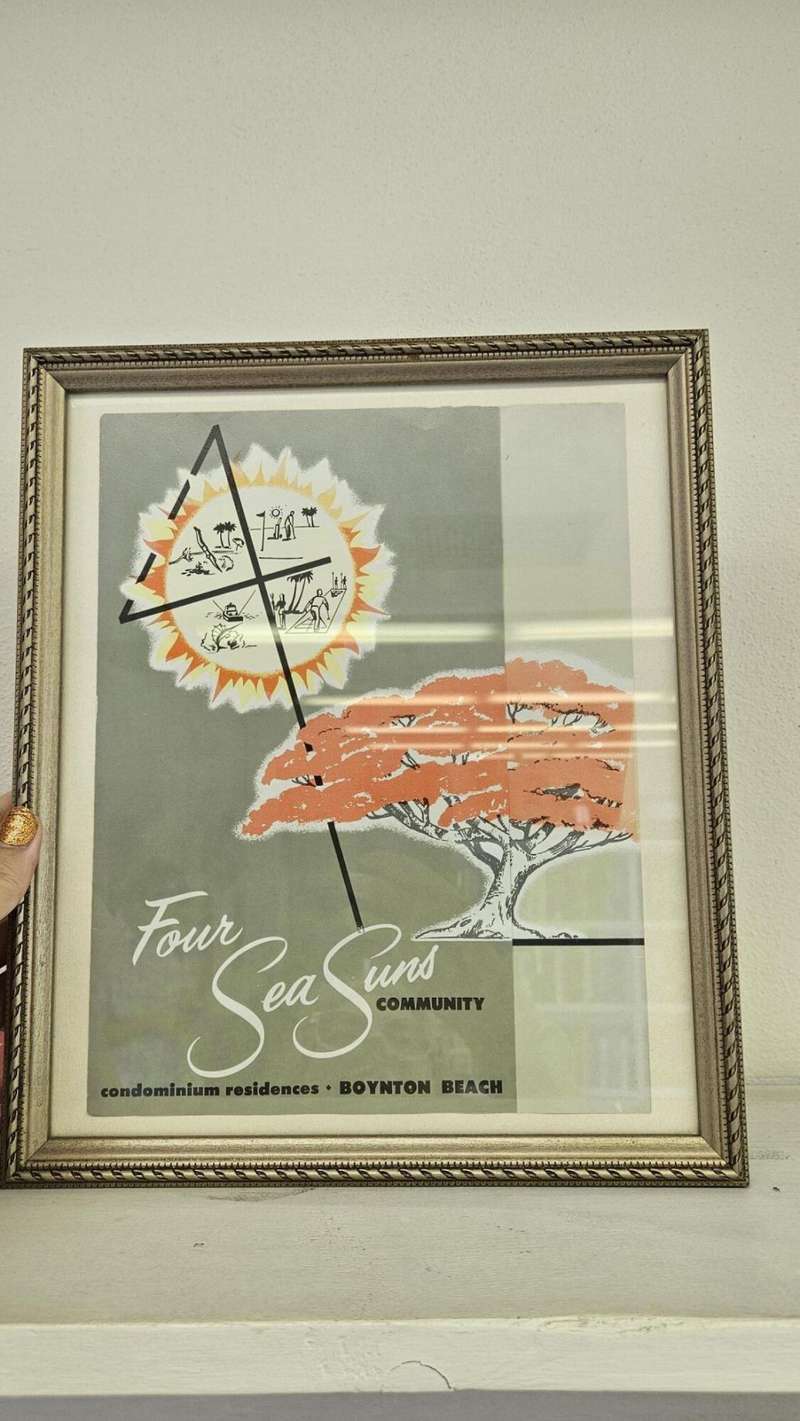 Four
Sea Suns
COMMUNITY
condominium residences • BOYNTON BEACH